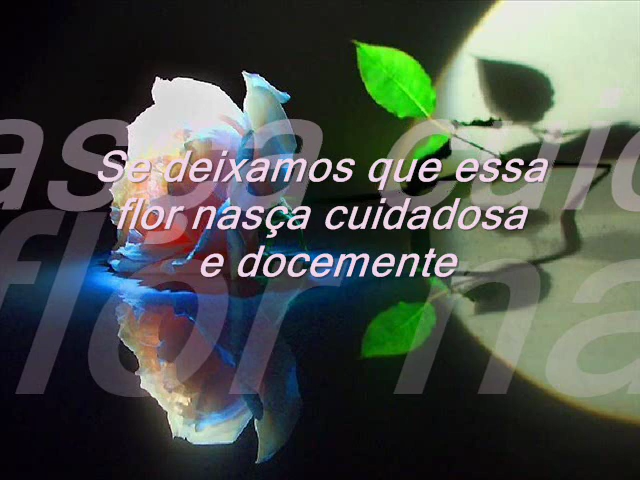 Se deixamos que essa
flor nasça cuidadosa
e docemente